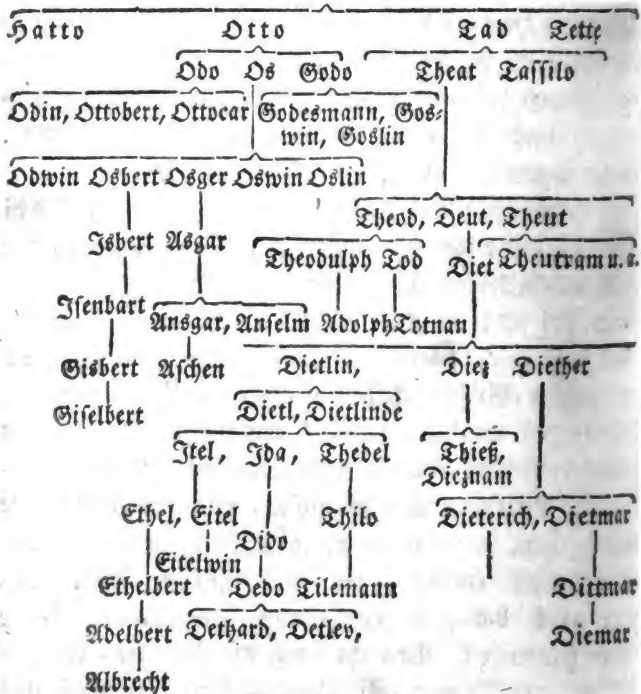 Hatto Otto Tad Tette
Odo Os Godo Theat Tassilo
Odin, Ottobert, Ottocar Godesmann, Gos-
win, Goslin
Odwin Osbert Osger Oswin Oslin
Theod, Deut, Theut
Isbert Asgar Theodulph Tod Diet Theutram u. a.
Isenbart Ansgar, Anselm Adolph Totnan
Gisbert Aschen Dietlin, Diez Diether
Giselbert Dietl, Dietlinde
Itel, Ida, Thedel Thieß,
Dieznam
Ethel, Eitel Thilo Dieterich, Dietmar
Dido
Eitelwin
Ethelbert Dedo Tilemann Dittmar
Adelbert Dethard, Detlev, Diemar
Albrecht